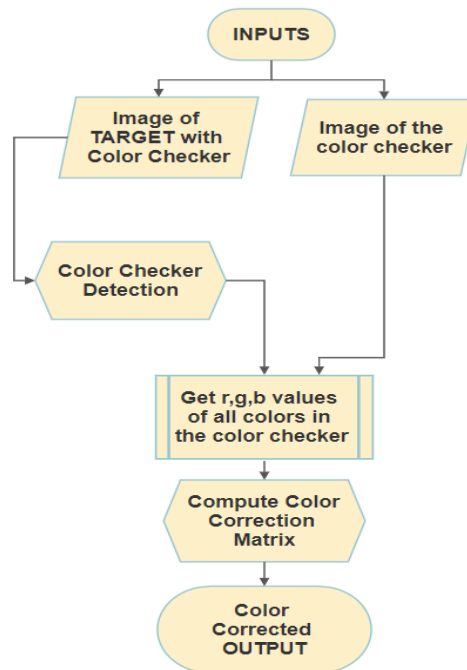 INPUTS
Image of
TARGET with
Color Checker
Image of the
color checker
Color Checker
Detection
Get r,g,b values
of all colors in
the color checker
Compute Color
Correction
Matrix
Color
Corrected
OUTPUT